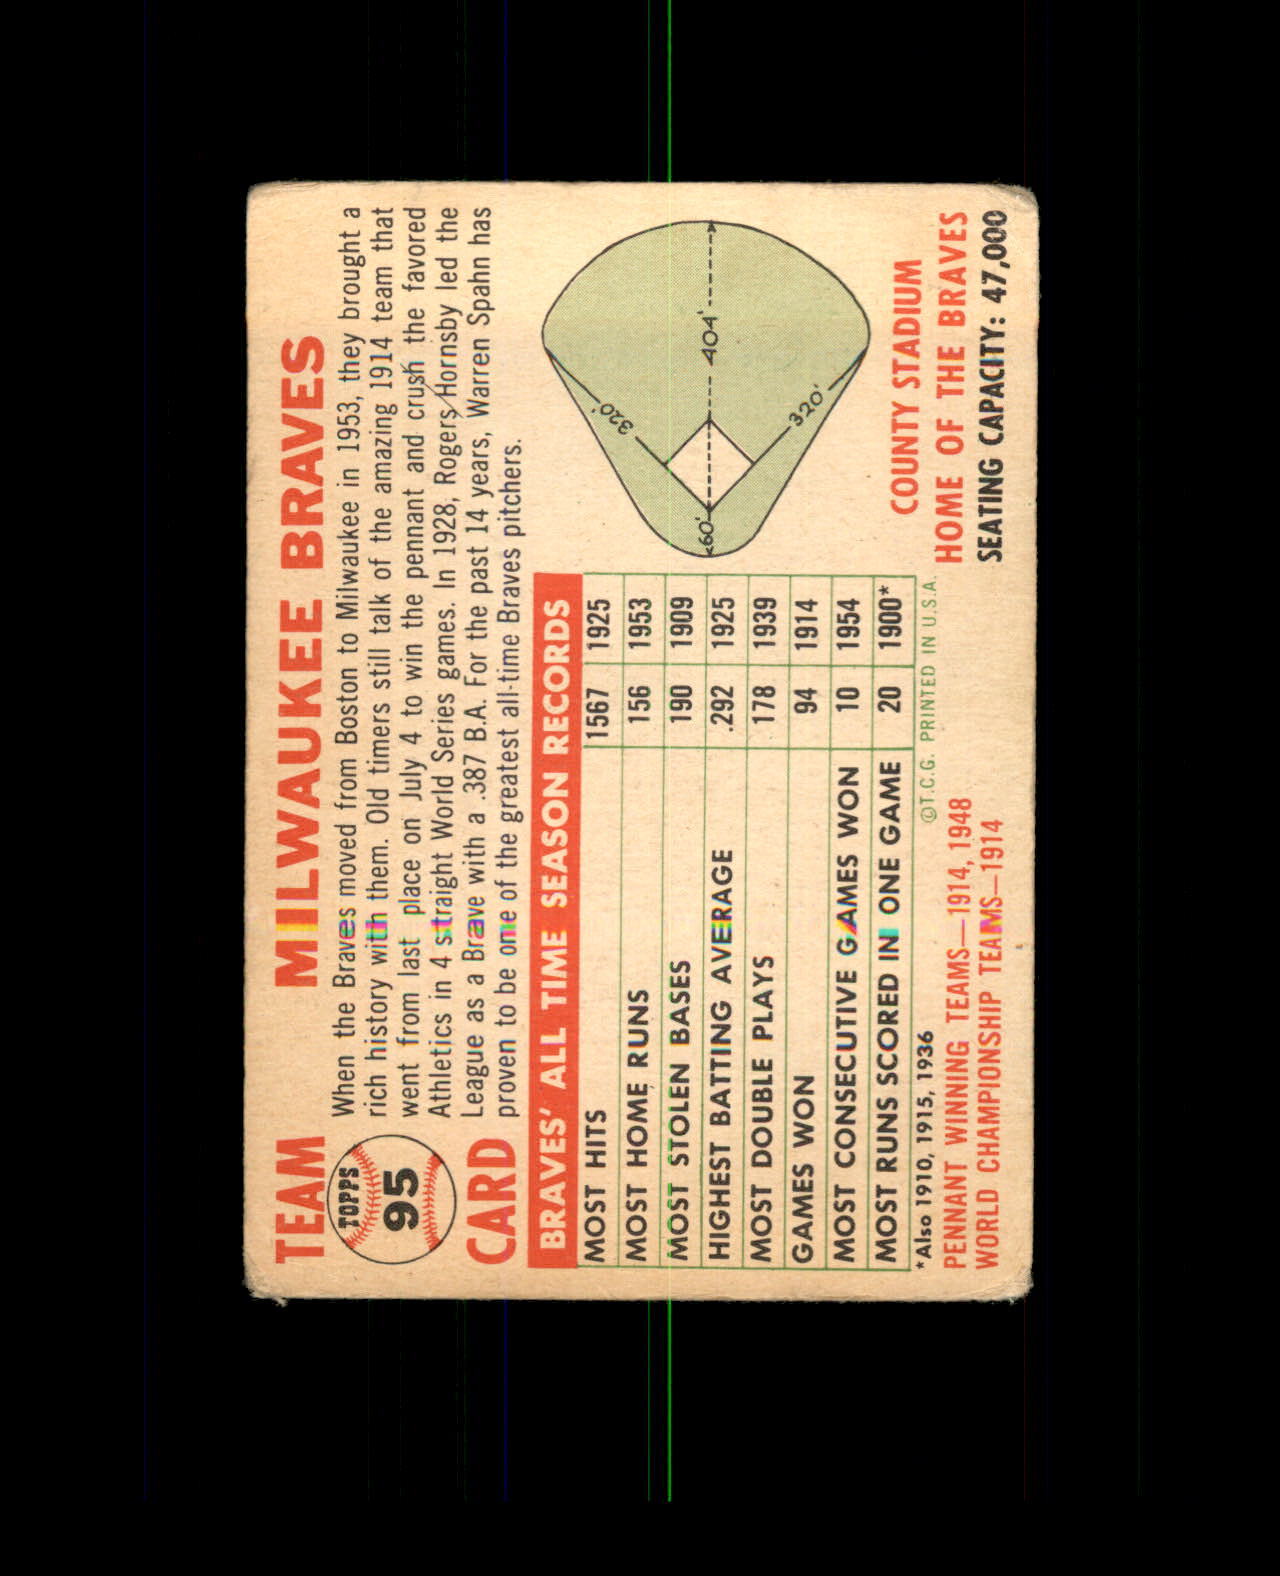 TEAM
TOPPS
95
CARD
MILWAUKEE BRAVES
When the Braves moved from Boston to Milwaukee in 1953, they brought a
rich history with them. Old timers still talk of the amazing 1914 team that
went from last place on July 4 to win the pennant and crush the favored
Athletics in 4 straight World Series games. In 1928, Rogers Hornsby led the
League as a Brave with a .387 B.A. For the past 14 years, Warren Spahn has
proven to be one of the greatest all-time Braves pitchers.
BRAVES' ALL TIME SEASON RECORDS
MOST HITS 1567 1925
MOST HOME RUNS 156 1953
MOST STOLEN BASES 190 1909
HIGHEST BATTING AVERAGE .292 1925
MOST DOUBLE PLAYS 178 1939
GAMES WON 94 1914
MOST CONSECUTIVE GAMES WON 10 1954
MOST RUNS SCORED IN ONE GAME 20 1900*
*Also 1910, 1915, 1936
©T.C.G. PRINTED IN U.S.A.
PENNANT WINNING TEAMS—1914, 1948
WORLD CHAMPIONSHIP TEAMS—1914
320'
60'
404'
320'
COUNTY STADIUM
HOME OF THE BRAVES
SEATING CAPACITY: 47,000